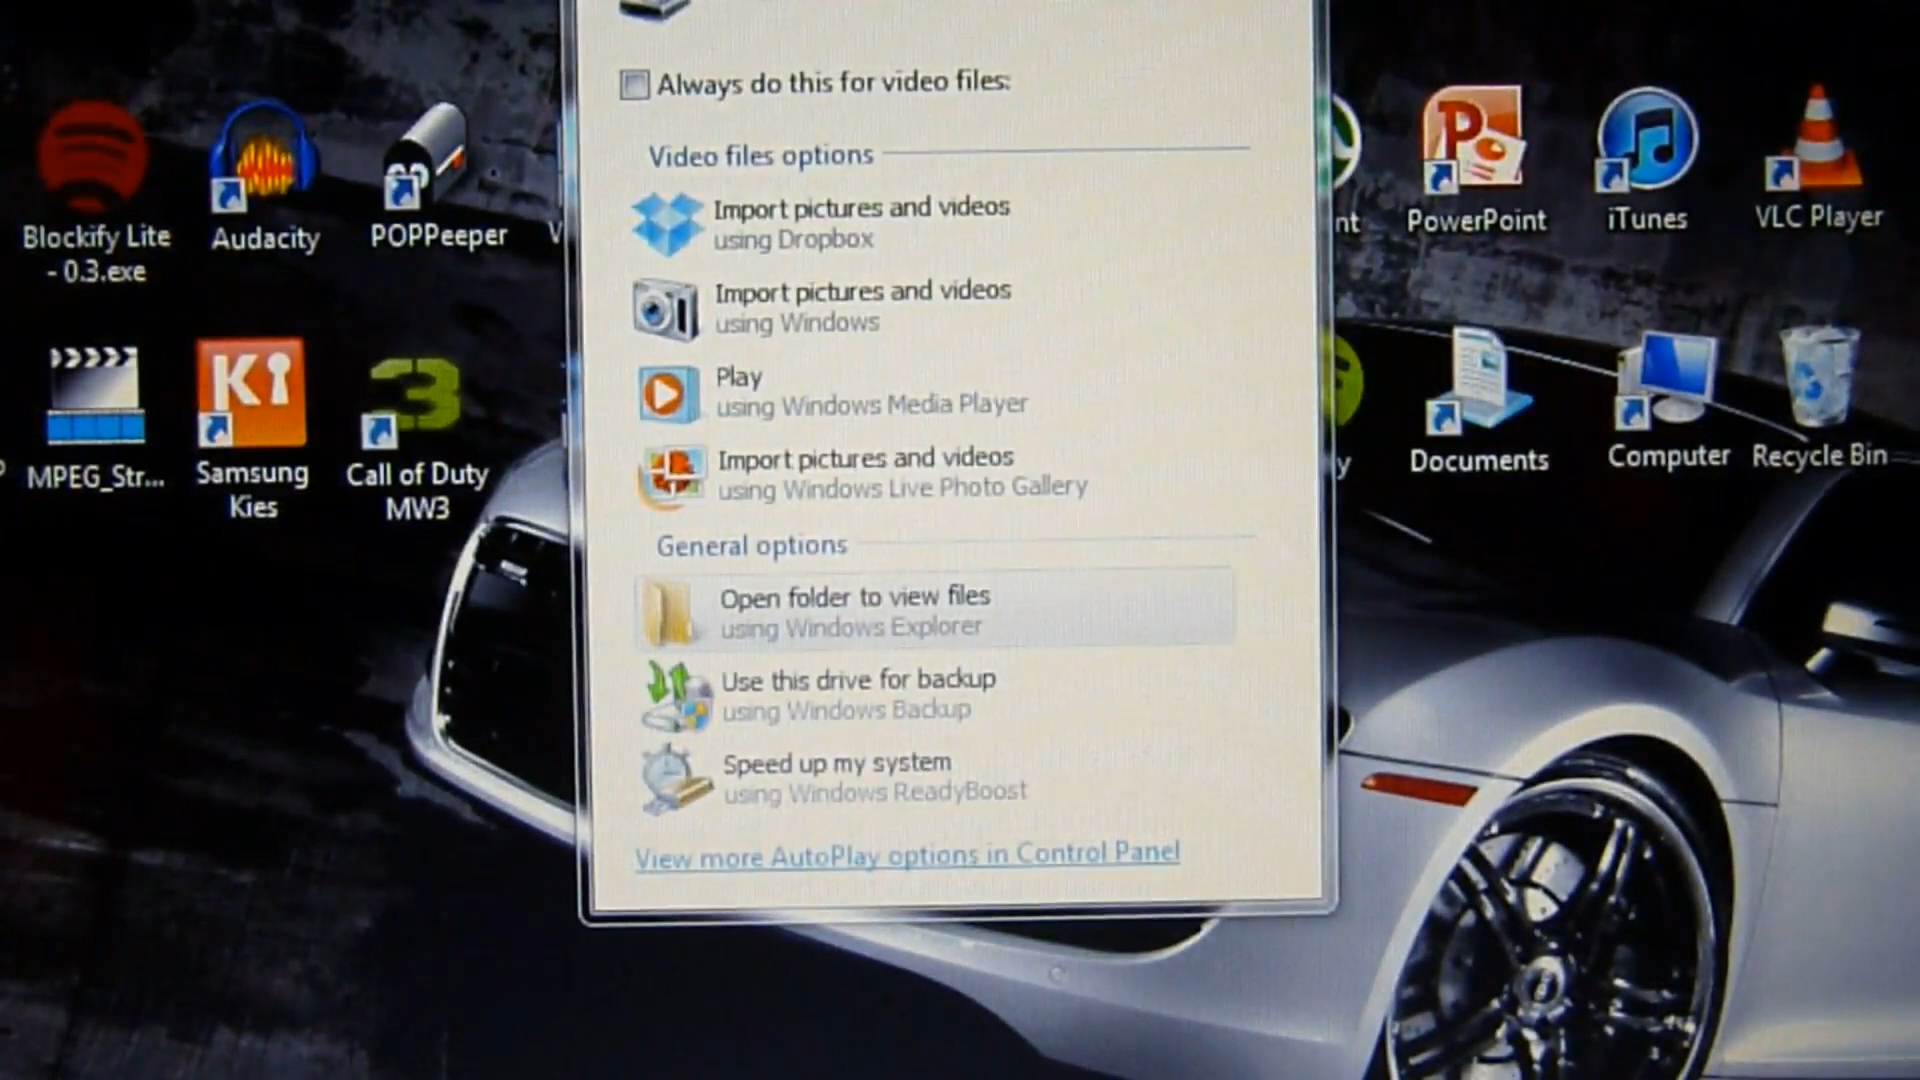 Always do this for video files:
Video files options
Import pictures and videos
using Dropbox
Import pictures and videos
using Windows
Play
using Windows Media Player
Import pictures and videos
using Windows Live Photo Gallery
General options
Open folder to view files
using Windows Explorer
Use this drive for backup
using Windows Backup
Speed up my system
using Windows ReadyBoost
View more AutoPlay options in Control Panel
Blockify Lite
- 0.3.exe
Audacity
POPPeeper
V
nt
PowerPoint
iTunes
VLC Player
MPEG_Str...
Samsung
Kies
Call of Duty
MW3
y
Documents
Computer
Recycle Bin